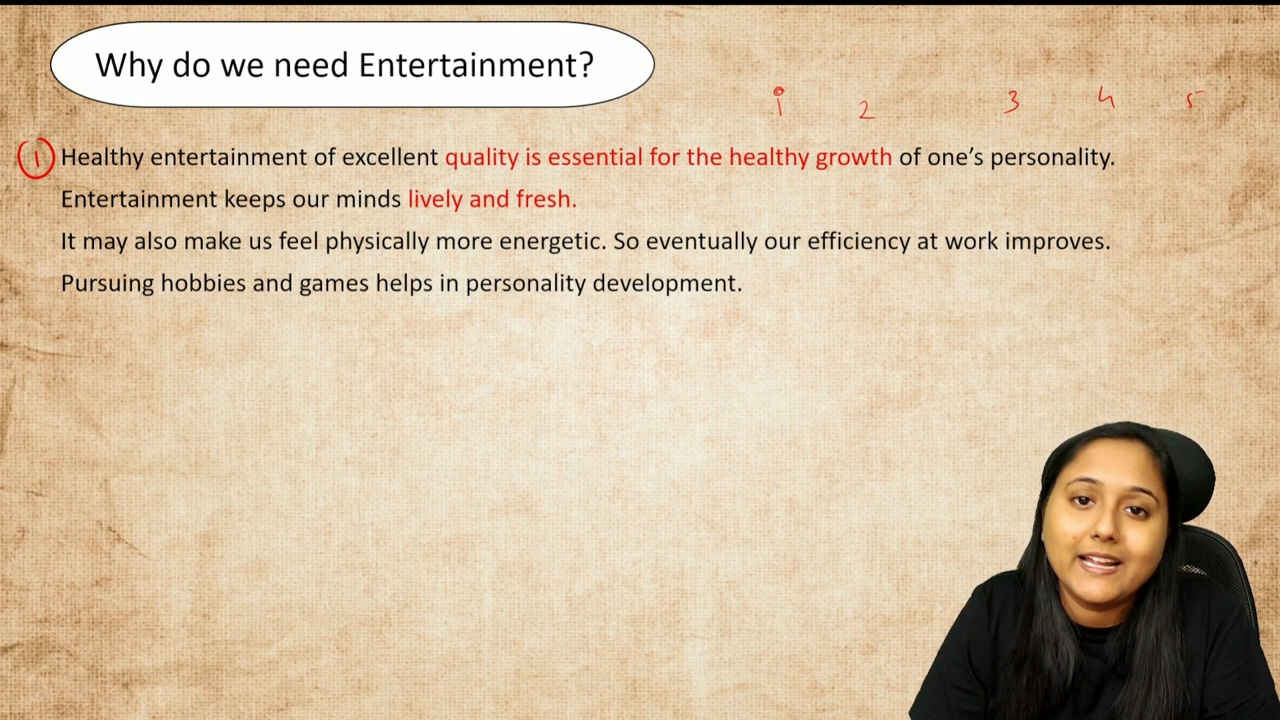 Why do we need Entertainment?
1 2 3 4 5
1 Healthy entertainment of excellent quality is essential for the healthy growth of one's personality.
Entertainment keeps our minds lively and fresh.
It may also make us feel physically more energetic. So eventually our efficiency at work improves.
Pursuing hobbies and games helps in personality development.